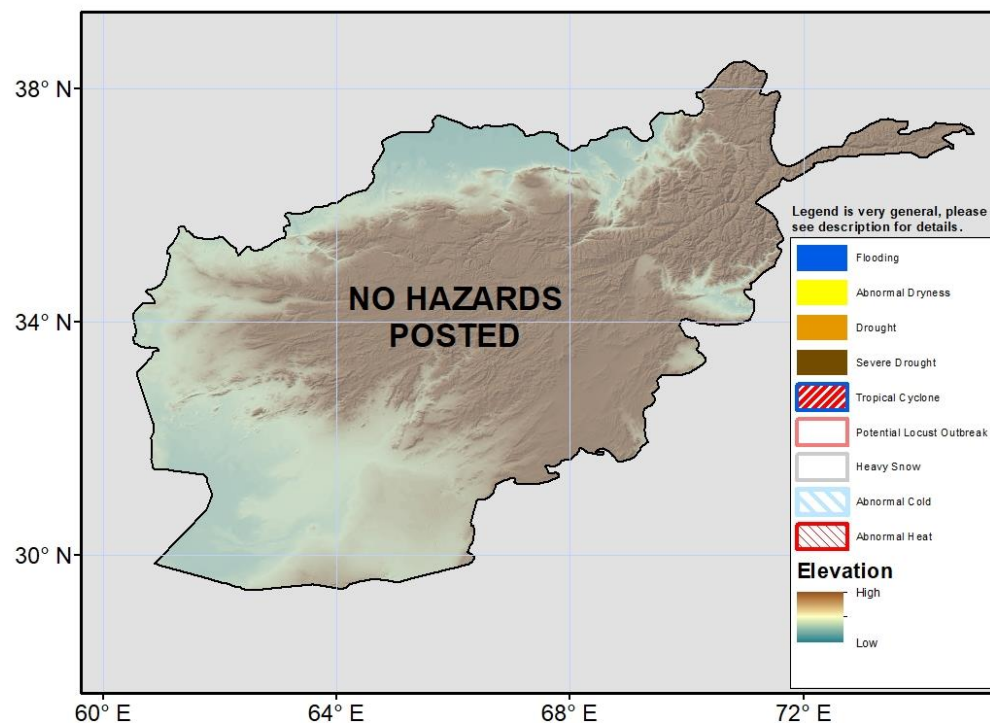 38° N
34° N
30° N
60° E
64° E
68° E
72° E
NO HAZARDS
POSTED
Legend is very general, please
see description for details.
Flooding
Abnormal Dryness
Drought
Severe Drought
Tropical Cyclone
Potential Locust Outbreak
Heavy Snow
Abnormal Cold
Abnormal Heat
Elevation
High
Low